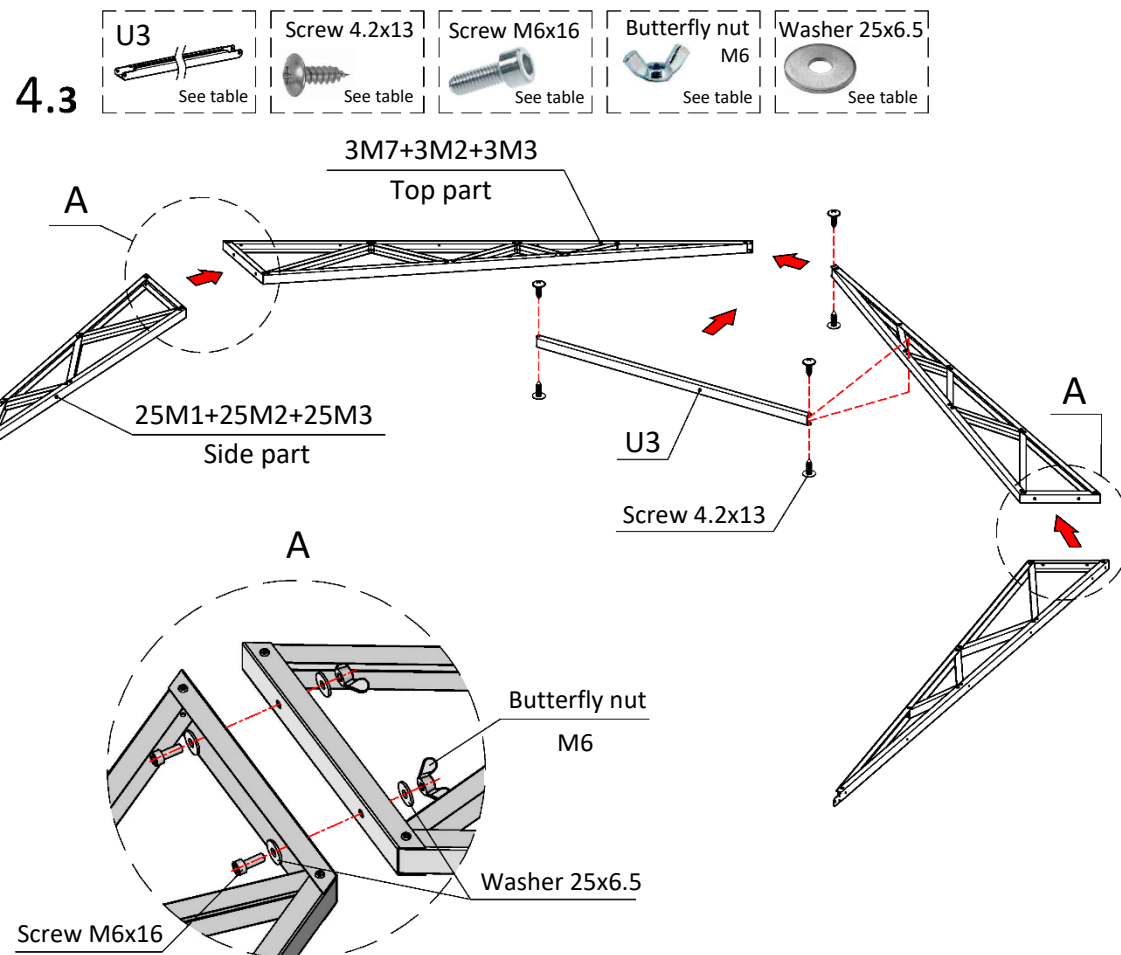 4.3
U3
See table
Screw 4.2x13
See table
Screw M6x16
See table
Butterfly nut
M6
See table
Washer 25x6.5
See table
3M7+3M2+3M3
Top part
A
25M1+25M2+25M3
Side part
U3
Screw 4.2x13
A
A
Butterfly nut
M6
Washer 25x6.5
Screw M6x16